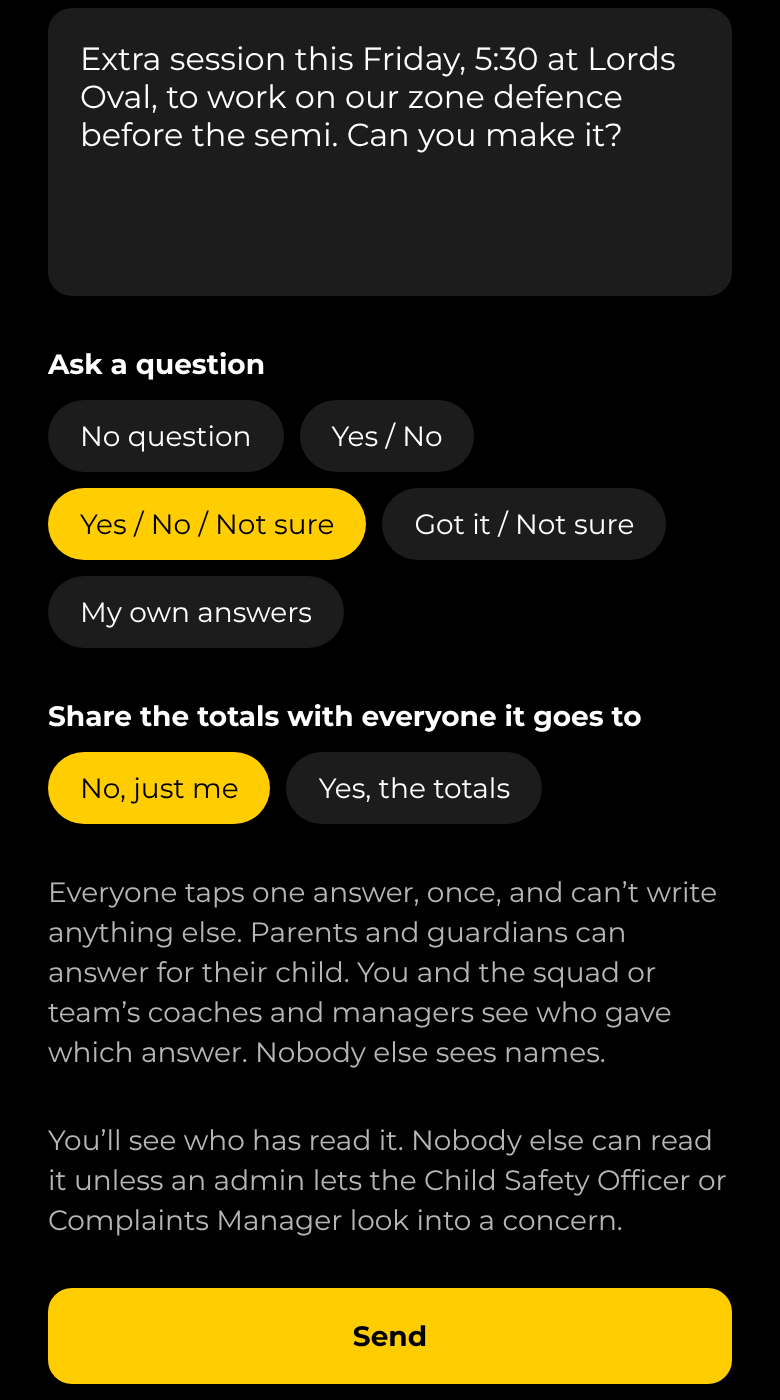 Extra session this Friday, 5:30 at Lords
Oval, to work on our zone defence
before the semi. Can you make it?
Ask a question
No question
Yes / No
Yes / No / Not sure
Got it / Not sure
My own answers
Share the totals with everyone it goes to
No, just me
Yes, the totals
Everyone taps one answer, once, and can’t write
anything else. Parents and guardians can
answer for their child. You and the squad or
team’s coaches and managers see who gave
which answer. Nobody else sees names.
You’ll see who has read it. Nobody else can read
it unless an admin lets the Child Safety Officer or
Complaints Manager look into a concern.
Send